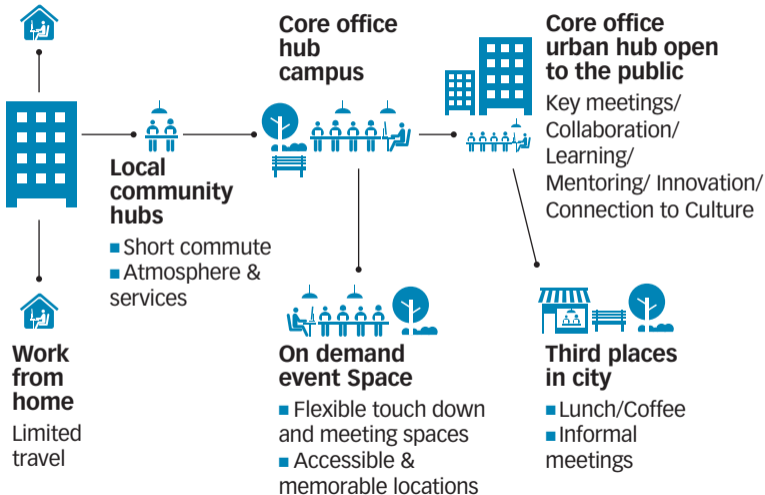 Core office
hub
campus
Core office
urban hub open
to the public
Key meetings/
Collaboration/
Learning/
Mentoring/ Innovation/
Connection to Culture
Local
community
hubs
Short commute
Atmosphere &
services
Work
from
home
Limited
travel
On demand
event Space
Flexible touch down
and meeting spaces
Accessible &
memorable locations
Third places
in city
Lunch/Coffee
Informal
meetings